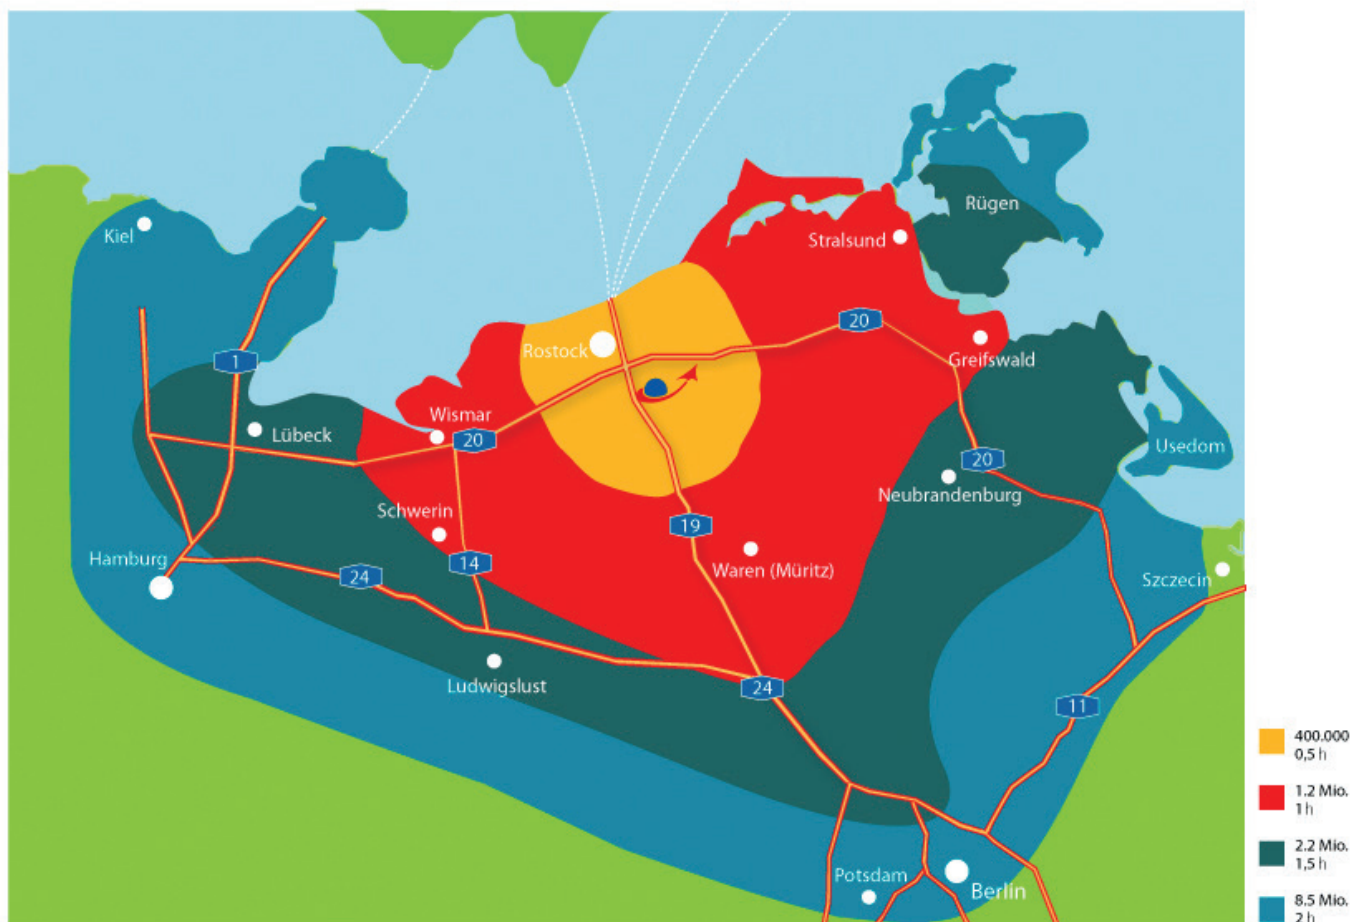 Kiel
Rügen
Stralsund
20
1
Rostock
Greifswald
Wismar
Lübeck
20
Usedom
20
Neubrandenburg
Schwerin
19
Hamburg
14
Waren (Müritz)
24
Szczecin
Ludwigslust
24
11
Potsdam
Berlin
400.000
0,5 h
1.2 Mio.
1 h
2.2 Mio.
1,5 h
8.5 Mio.
2 h